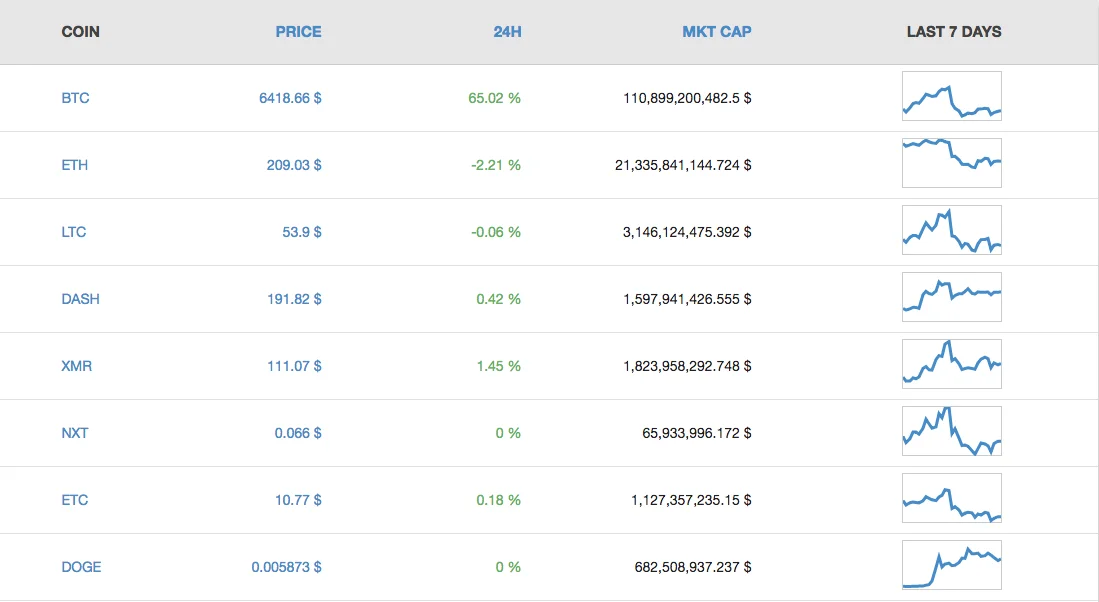 COIN PRICE 24H MKT CAP LAST 7 DAYS
BTC 6418.66 $ 65.02 % 110,899,200,482.5 $
ETH 209.03 $ -2.21 % 21,335,841,144.724 $
LTC 53.9 $ -0.06 % 3,146,124,475.392 $
DASH 191.82 $ 0.42 % 1,597,941,426.555 $
XMR 111.07 $ 1.45 % 1,823,958,292.748 $
NXT 0.066 $ 0 % 65,933,996.172 $
ETC 10.77 $ 0.18 % 1,127,357,235.15 $
DOGE 0.005873 $ 0 % 682,508,937.237 $